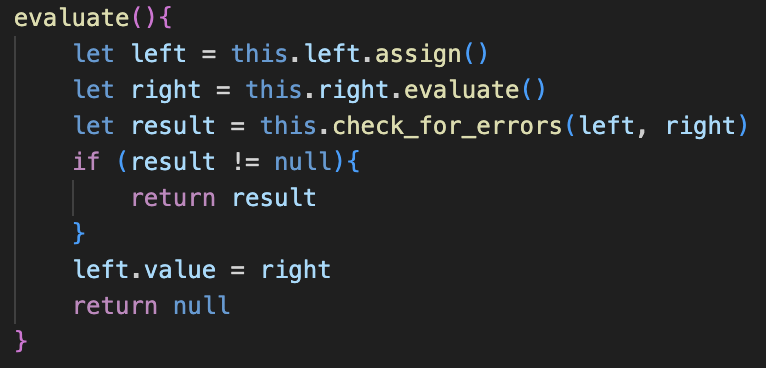 evaluate(){
    let left = this.left.assign()
    let right = this.right.evaluate()
    let result = this.check_for_errors(left, right)
    if (result != null){
        return result
    }
    left.value = right
    return null
}